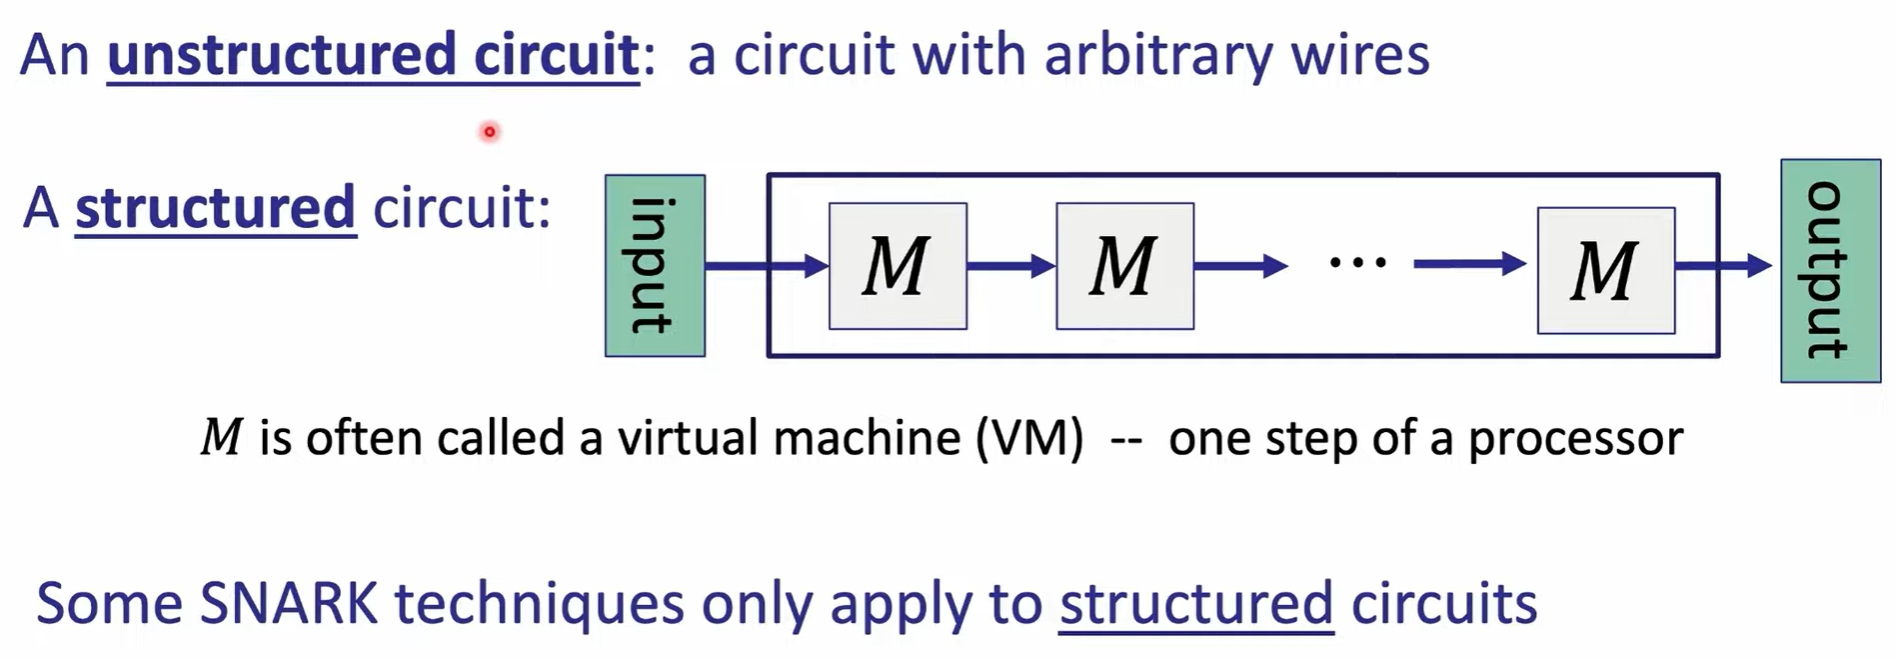 An unstructured circuit: a circuit with arbitrary wires
A structured circuit:
input
M
M
...
M
output
M is often called a virtual machine (VM) -- one step of a processor
Some SNARK techniques only apply to structured circuits